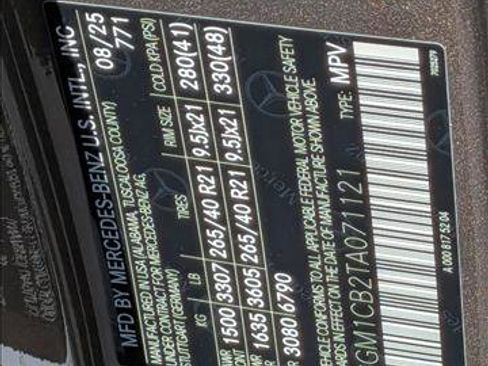 MFD BY MERCEDES-BENZ U.S. INTL., INC 08/25
MANUFACTURED IN USA (ALABAMA, TUSCALOOSA COUNTY) 771
UNDER CONTRACT FOR MERCEDES-BENZ AG,
STUTTGART (GERMANY)
KG LB TIRES RIM SIZE COLD KPA (PSI)
1500 3307 265/40 R21 9.5Jx21 280(41)
1635 3605 265/40 R21 9.5Jx21 330(48)
3080 6790
TO ALL APPLICABLE FEDERAL MOTOR VEHICLE SAFETY
IN EFFECT ON THE DATE OF MANUFACTURE SHOWN ABOVE.
GM1CB2TA071121 TYPE: MPV
A 000 817 52 04 7025279